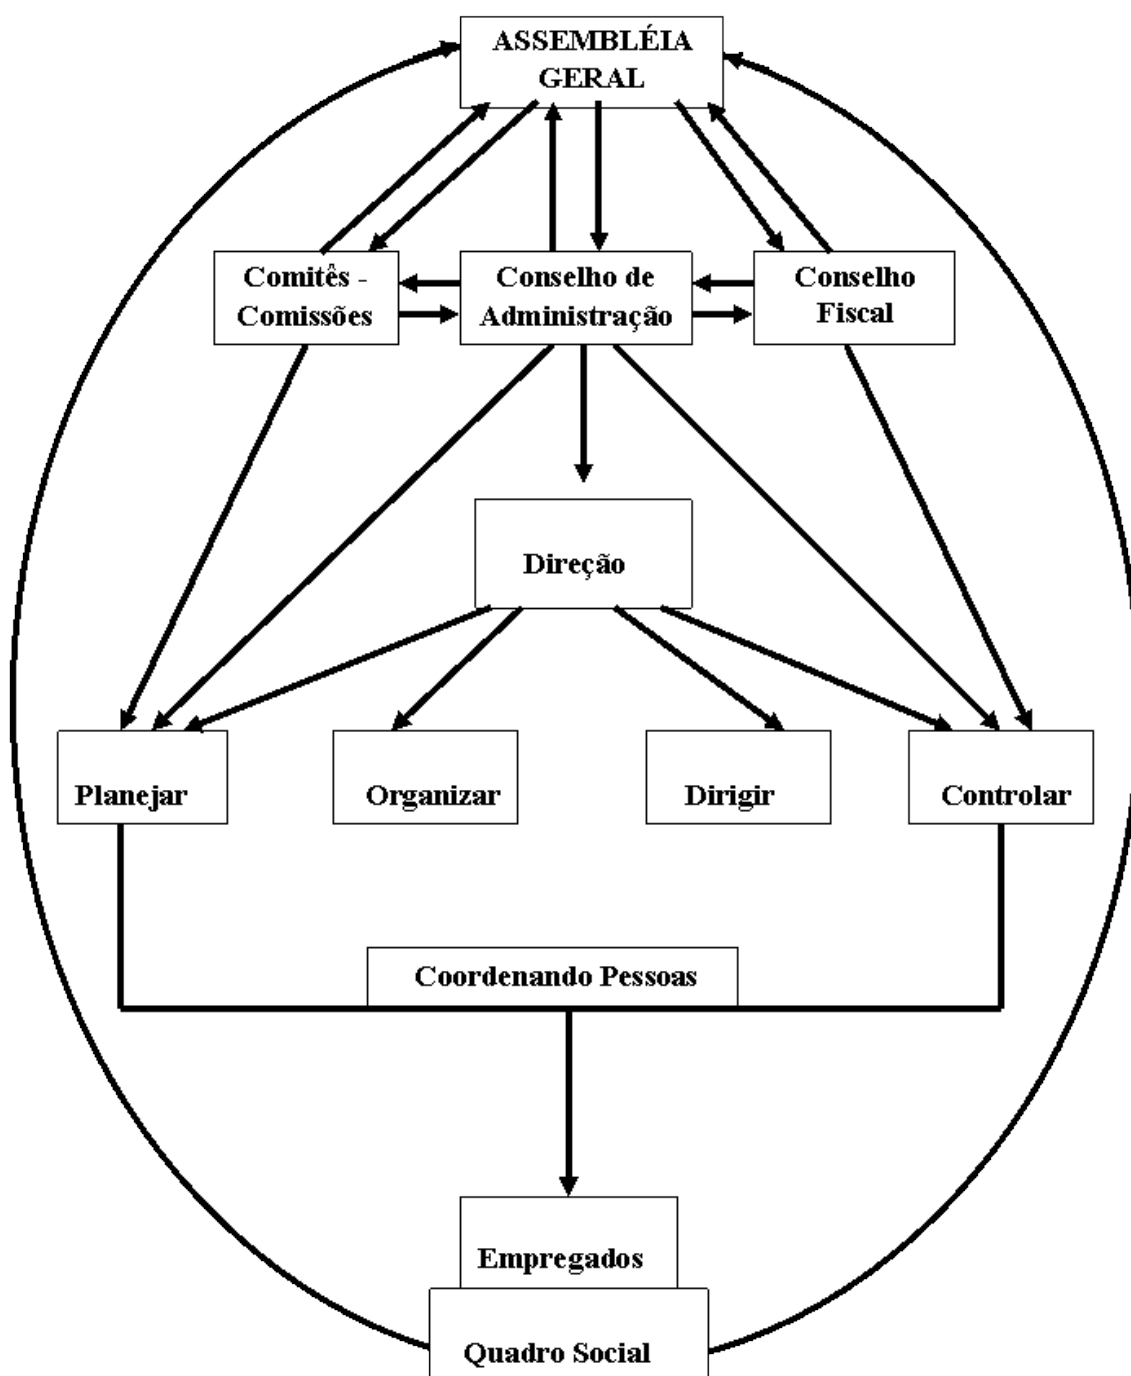 ASSEMBLÉIA
GERAL
Comitês -
Comissões
Conselho de
Administração
Conselho
Fiscal
Direção
Planejar
Organizar
Dirigir
Controlar
Coordenando Pessoas
Empregados
Quadro Social